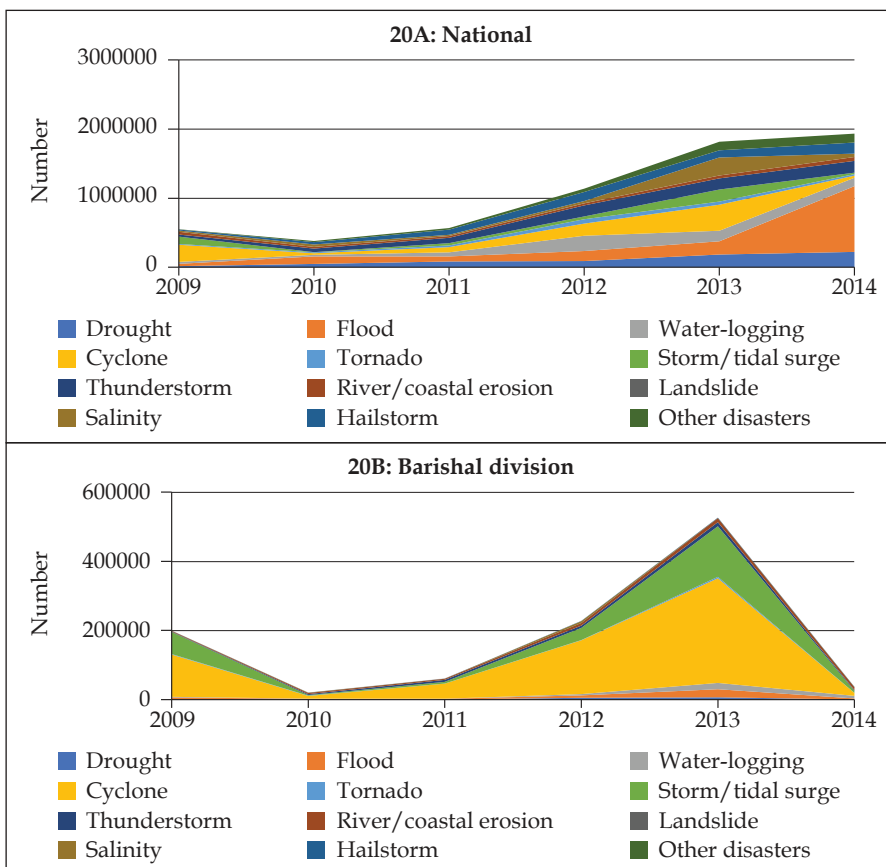 20A: National
3000000
2000000
1000000
0
Number
2009 2010 2011 2012 2013 2014
Drought Flood Water-logging
Cyclone Tornado Storm/tidal surge
Thunderstorm River/coastal erosion Landslide
Salinity Hailstorm Other disasters
20B: Barishal division
600000
400000
200000
0
Number
2009 2010 2011 2012 2013 2014
Drought Flood Water-logging
Cyclone Tornado Storm/tidal surge
Thunderstorm River/coastal erosion Landslide
Salinity Hailstorm Other disasters